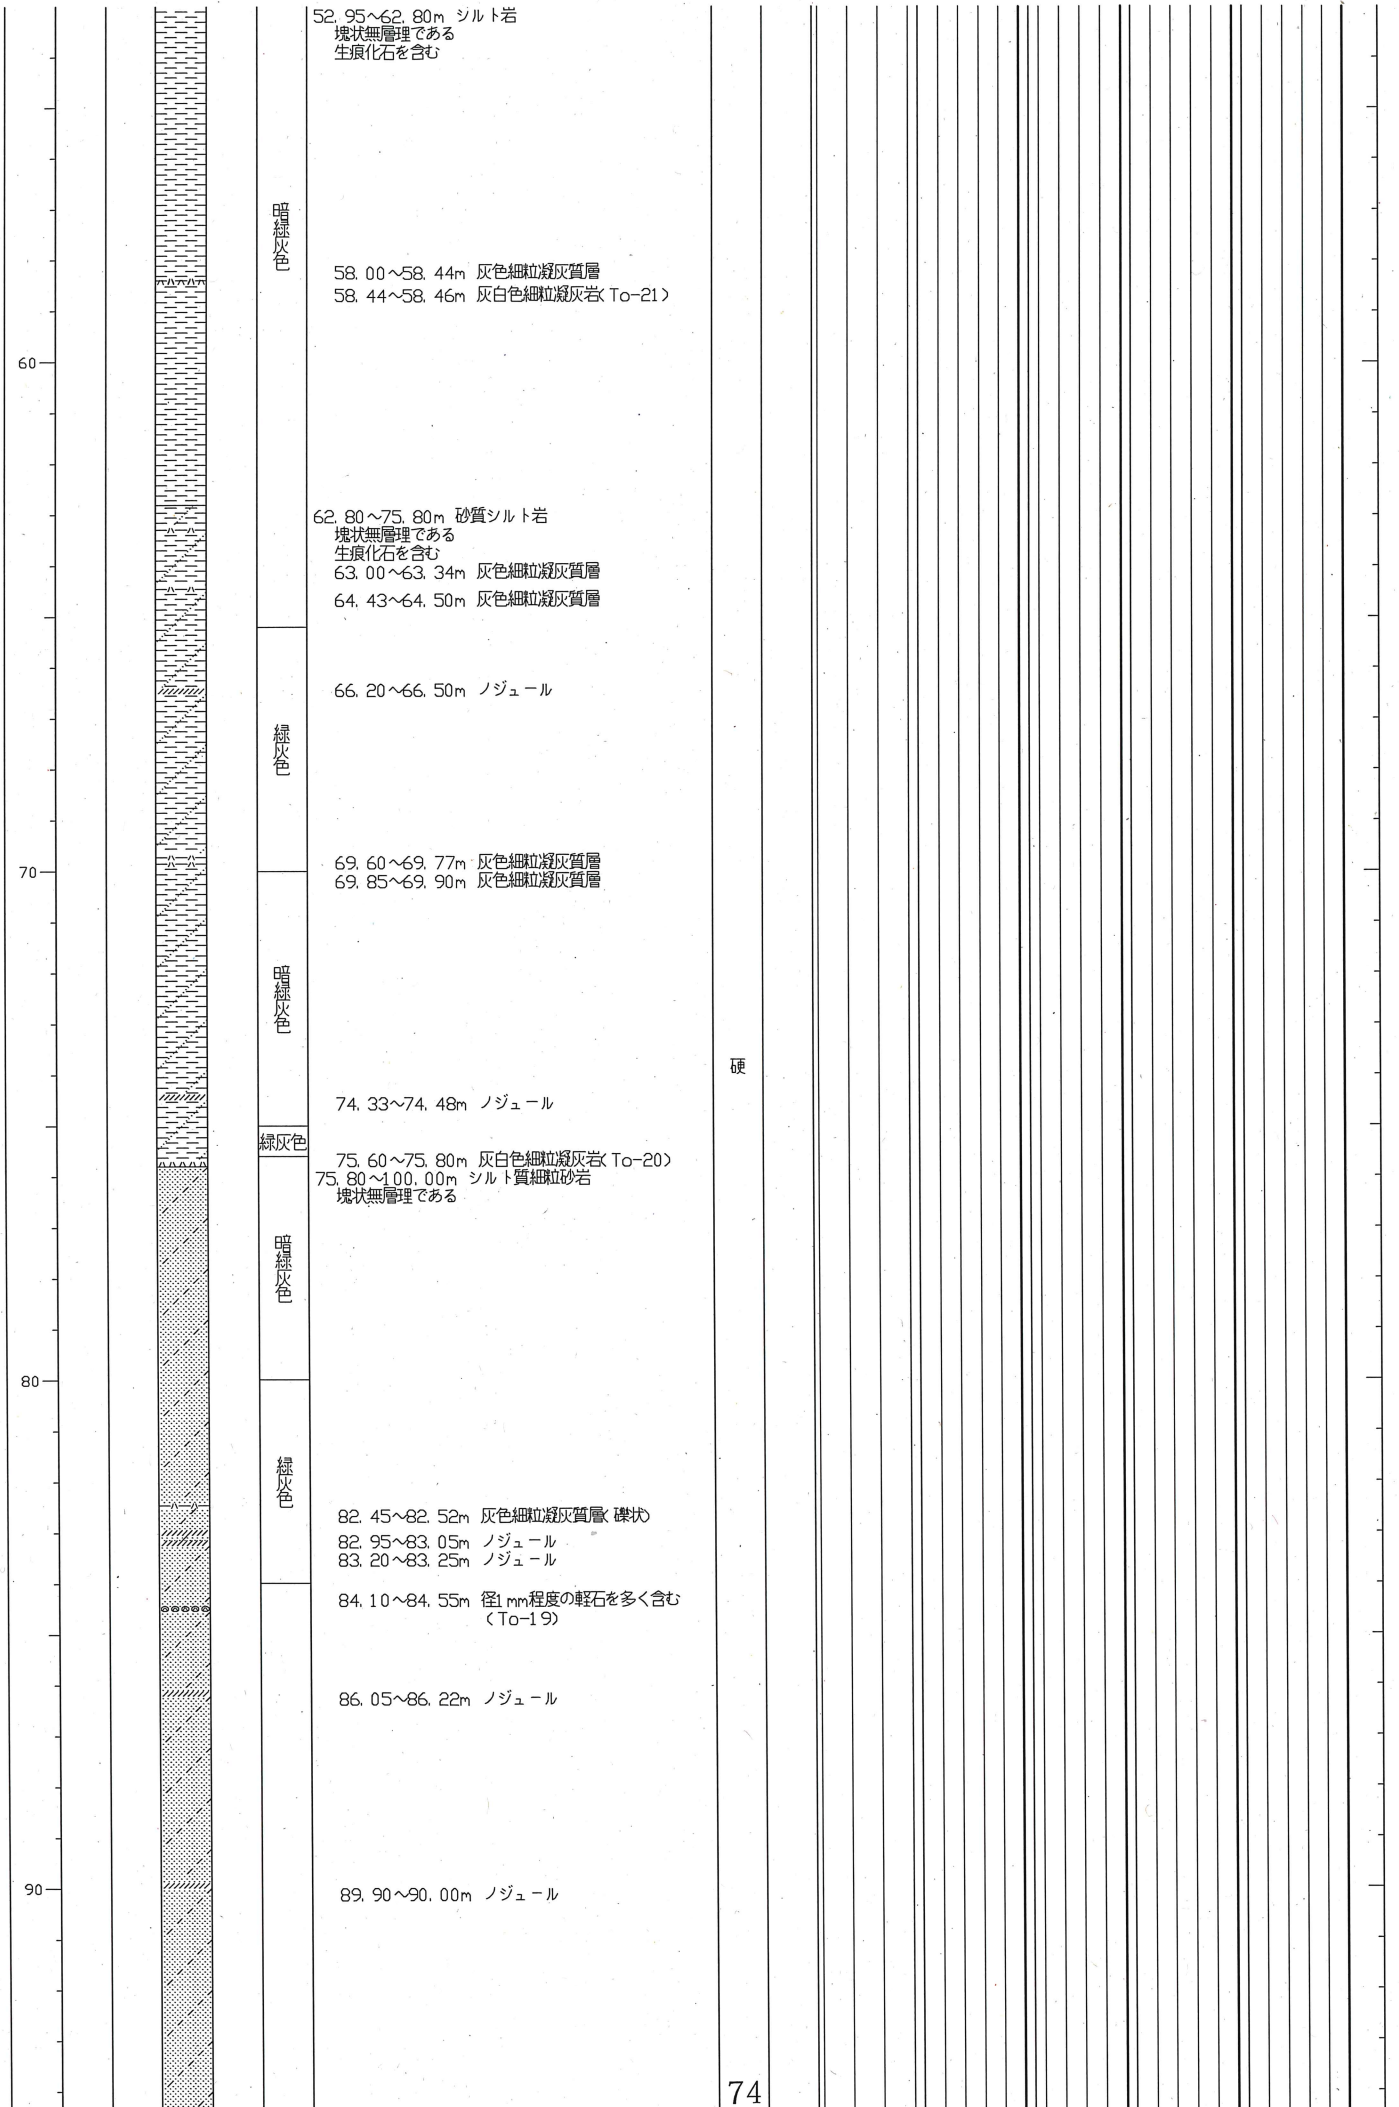 52. 95～62. 80m シルト岩
塊状無層理である
生痕化石を含む
暗緑灰色
58. 00～58. 44m 灰色細粒凝灰質層
58. 44～58. 46m 灰白色細粒凝灰岩(To-21)
60
62. 80～75. 80m 砂質シルト岩
塊状無層理である
生痕化石を含む
63. 00～63. 34m 灰色細粒凝灰質層
64. 43～64. 50m 灰色細粒凝灰質層
66. 20～66. 50m ノジュール
緑灰色
69. 60～69. 77m 灰色細粒凝灰質層
70
69. 85～69. 90m 灰色細粒凝灰質層
暗緑灰色
硬
74. 33～74. 48m ノジュール
緑灰色
75. 60～75. 80m 灰白色細粒凝灰岩(To-20)
75. 80～100. 00m シルト質細粒砂岩
塊状無層理である
暗緑灰色
80
緑灰色
82. 45～82. 52m 灰色細粒凝灰質層(礫状)
82. 95～83. 05m ノジュール
83. 20～83. 25m ノジュール
84. 10～84. 55m 径1mm程度の軽石を多く含む
(To-19)
86. 05～86. 22m ノジュール
90
89. 90～90. 00m ノジュール
74